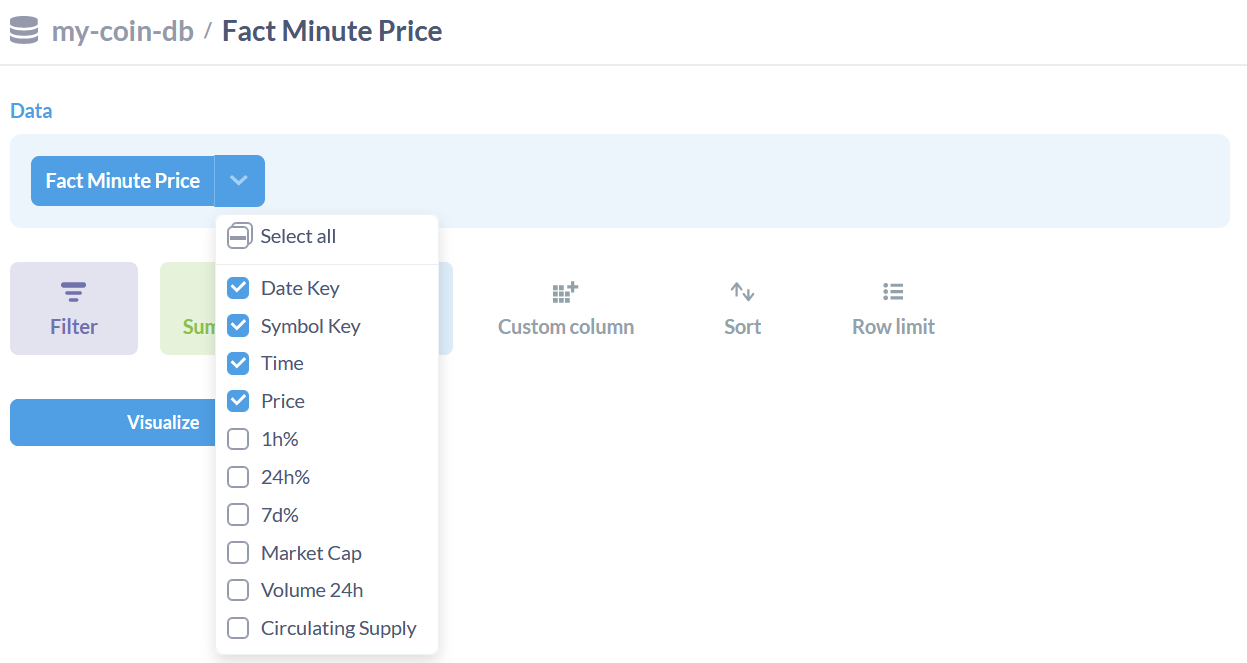 my-coin-db / Fact Minute Price
Data
Fact Minute Price
Select all
Date Key
Symbol Key
Time
Price
1h%
24h%
7d%
Market Cap
Volume 24h
Circulating Supply
Filter
Sum
Custom column
Sort
Row limit
Visualize